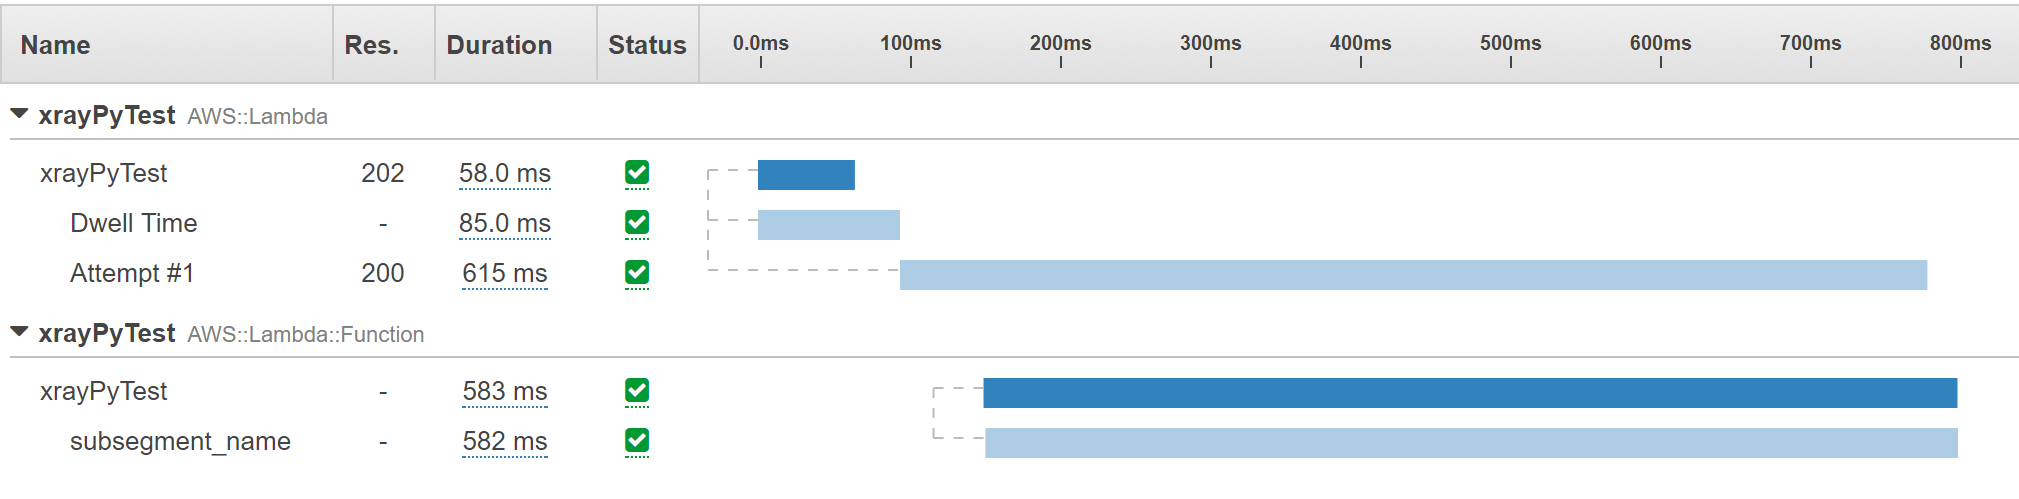 Name Res. Duration Status 0.0ms 100ms 200ms 300ms 400ms 500ms 600ms 700ms 800ms
xrayPyTest AWS::Lambda
xrayPyTest 202 58.0 ms
Dwell Time - 85.0 ms
Attempt #1 200 615 ms
xrayPyTest AWS::Lambda::Function
xrayPyTest - 583 ms
subsegment_name - 582 ms